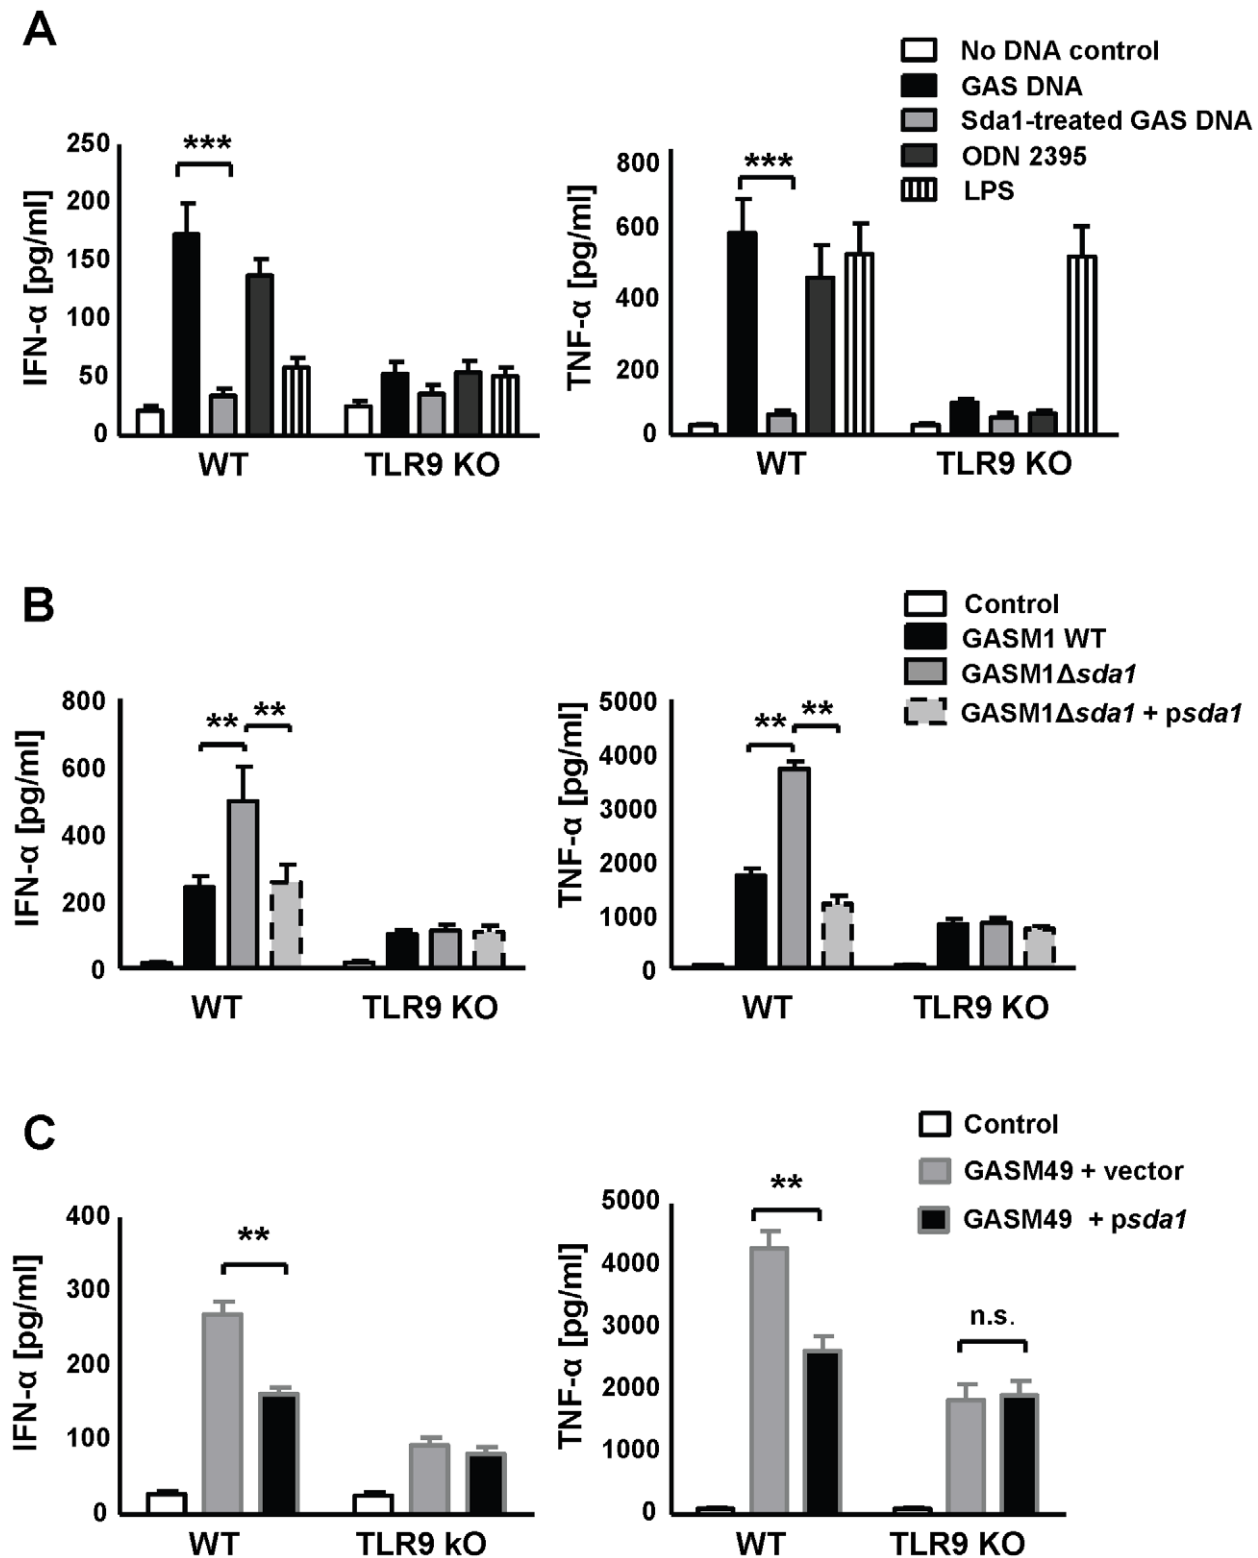 A
No DNA control
GAS DNA
Sda1-treated GAS DNA
ODN 2395
LPS
IFN-α [pg/ml]
250
200
150
100
50
0
***
WT
TLR9 KO
TNF-α [pg/ml]
800
600
400
200
0
***
WT
TLR9 KO
B
Control
GASM1 WT
GASM1Δsda1
GASM1Δsda1 + psda1
IFN-α [pg/ml]
800
600
400
200
0
** **
WT
TLR9 KO
TNF-α [pg/ml]
5000
4000
3000
2000
1000
0
** **
WT
TLR9 KO
C
Control
GASM49 + vector
GASM49 + psda1
IFN-α [pg/ml]
400
300
200
100
0
**
WT
TLR9 kO
TNF-α [pg/ml]
5000
4000
3000
2000
1000
0
**
n.s.
WT
TLR9 KO